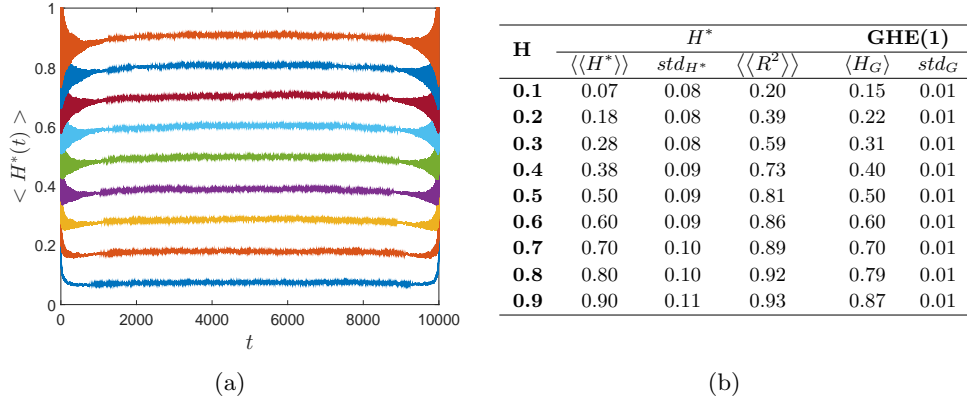 1
0.8
0.6
0.4
0.2
0
< H*(t) >
0 2000 4000 6000 8000 10000
t
(a)
H H* GHE(1)
⟨⟨H*⟩⟩ std_{H*} ⟨⟨R²⟩⟩ ⟨H_G⟩ std_G
0.1 0.07 0.08 0.20 0.15 0.01
0.2 0.18 0.08 0.39 0.22 0.01
0.3 0.28 0.08 0.59 0.31 0.01
0.4 0.38 0.09 0.73 0.40 0.01
0.5 0.50 0.09 0.81 0.50 0.01
0.6 0.60 0.09 0.86 0.60 0.01
0.7 0.70 0.10 0.89 0.70 0.01
0.8 0.80 0.10 0.92 0.79 0.01
0.9 0.90 0.11 0.93 0.87 0.01
(b)